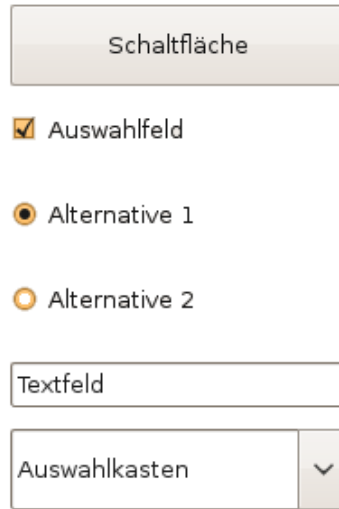 Schaltfläche
Auswahlfeld
Alternative 1
Alternative 2
Textfeld
Auswahlkasten